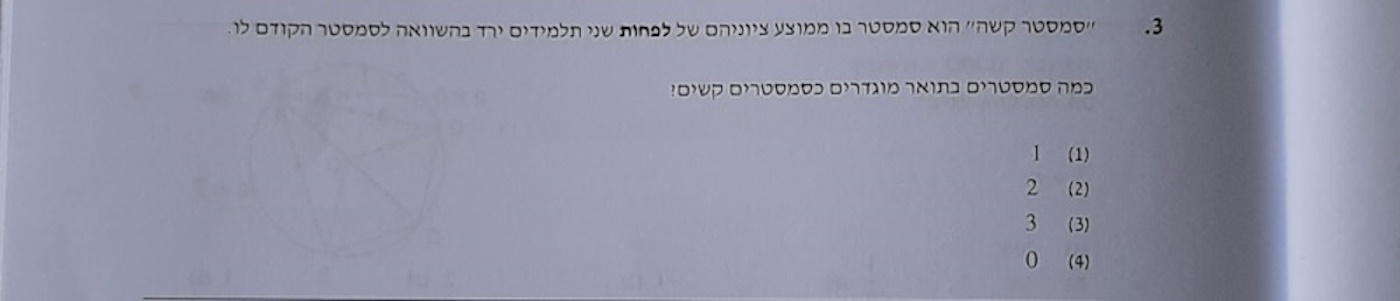 3. "סמסטר קשה" הוא סמסטר בו ממוצע ציוניהם של לפחות שני תלמידים ירד בהשוואה לסמסטר הקודם לו.
כמה סמסטרים בתואר מוגדרים כסמסטרים קשים?
(1) 1
(2) 2
(3) 3
(4) 0